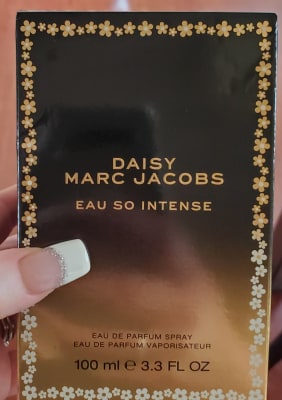 DAISY
MARC JACOBS
EAU SO INTENSE
EAU DE PARFUM SPRAY
EAU DE PARFUM VAPORISATEUR
100 ml ℮ 3.3 FL OZ